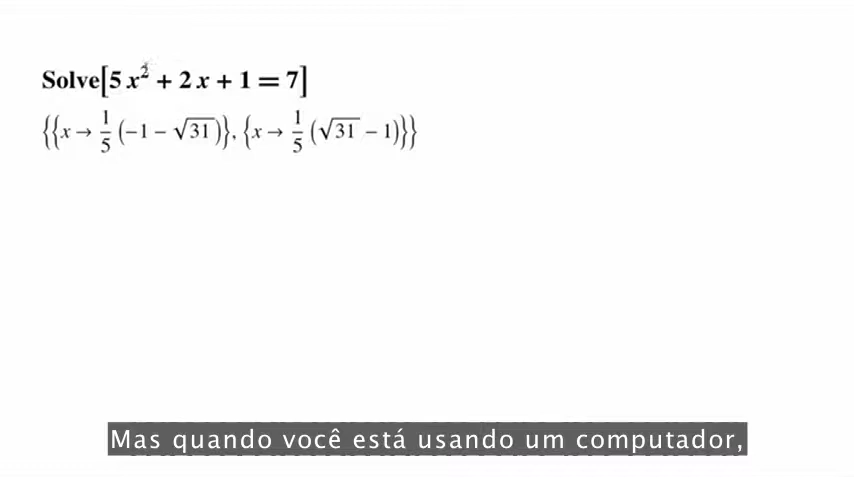 Solve[5 x² + 2 x + 1 = 7]
{{x → 1/5 (−1 − √31)}, {x → 1/5 (√31 − 1)}}
Mas quando você está usando um computador,